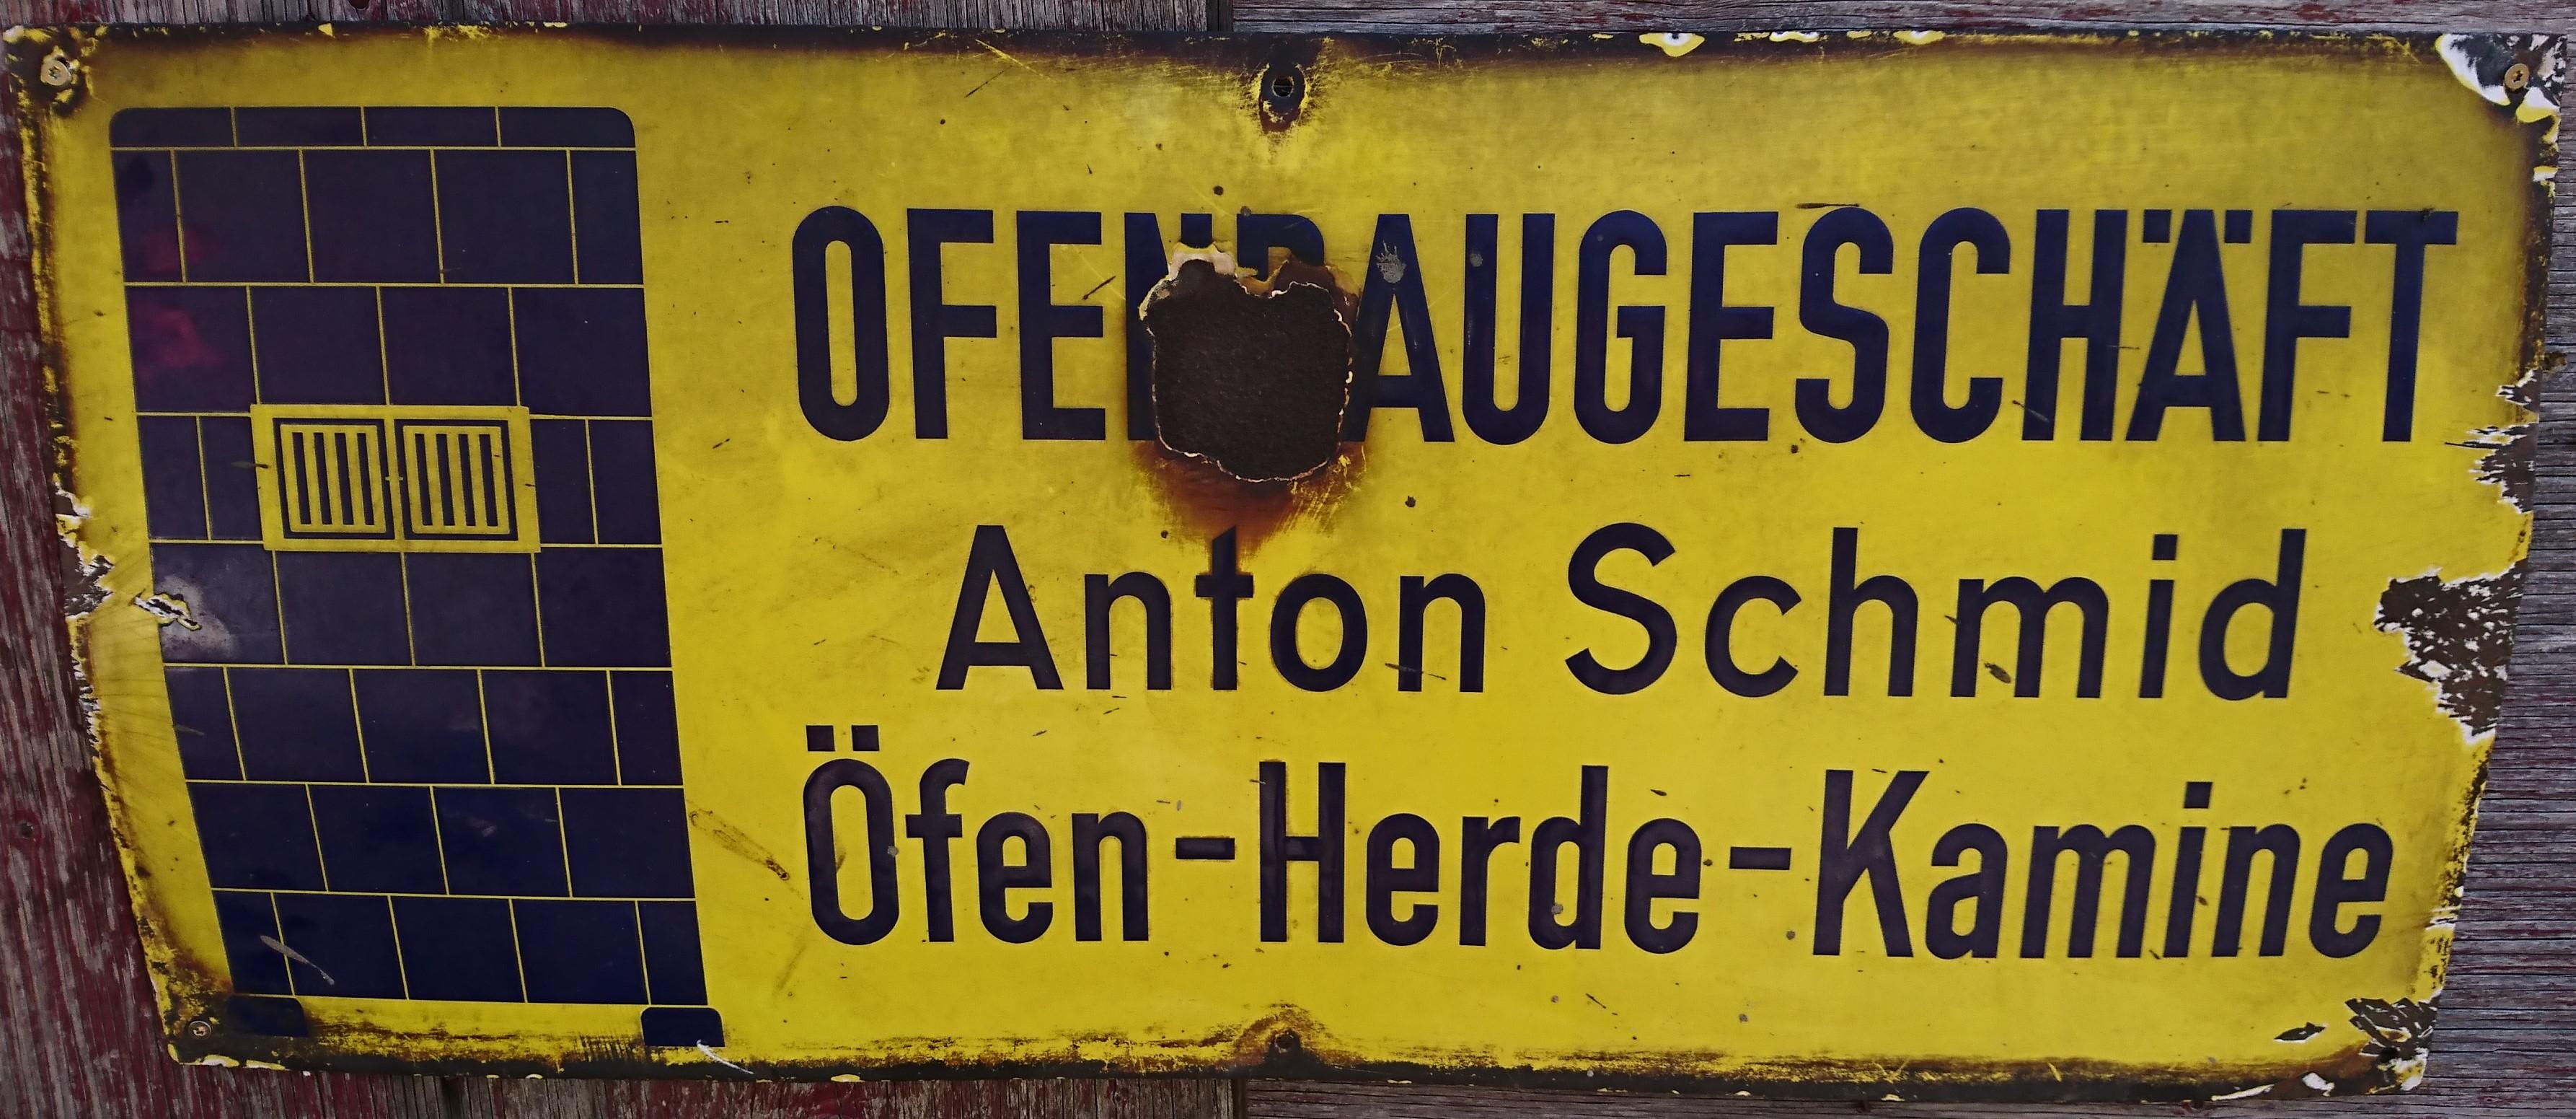 OFENBAUGESCHÄFT
Anton Schmid
Öfen-Herde-Kamine